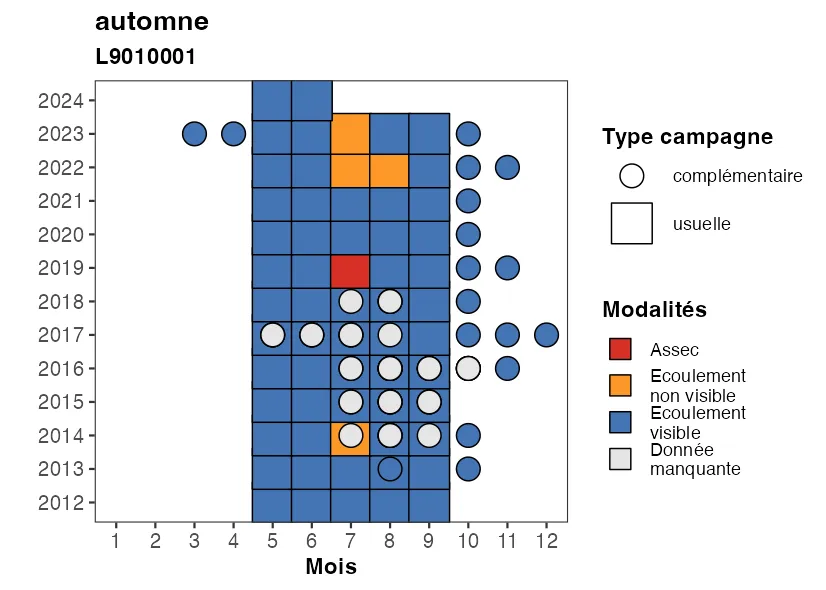 automne
L9010001
2024
2023
2022
2021
2020
2019
2018
2017
2016
2015
2014
2013
2012
1 2 3 4 5 6 7 8 9 10 11 12
Mois
Type campagne
complémentaire
usuelle
Modalités
Assec
Ecoulement
non visible
Ecoulement
visible
Donnée
manquante